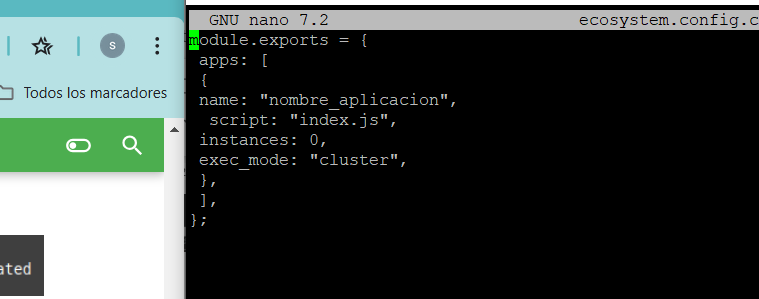 S
Todos los marcadores
ated
GNU nano 7.2 ecosystem.config.c
module.exports = {
apps: [
{
name: "nombre_aplicacion",
script: "index.js",
instances: 0,
exec_mode: "cluster",
},
],
};